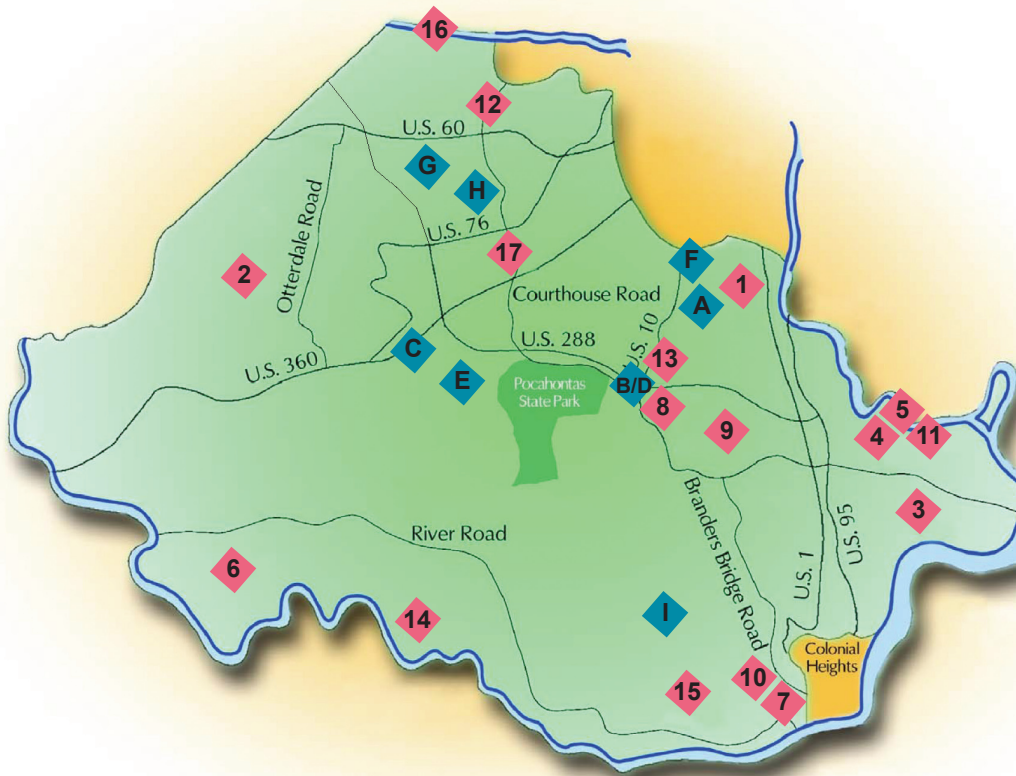 16
12
U.S. 60
G
H
Otterdale Road
U.S. 76
17
F
2
1
Courthouse Road
A
U.S. 10
U.S. 288
C
13
U.S. 360
E
Pocahontas
State Park
B/D
8
5
9
4
11
3
River Road
Branders Bridge Road
U.S. 95
6
U.S. 1
14
I
Colonial
Heights
10
15
7